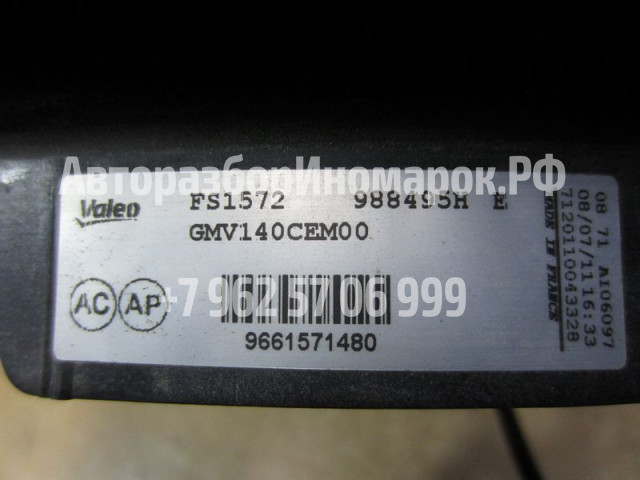 АвторазборИномарок.РФ
Valeo
FS1572 988495H E
GMV140CEM00
AC AP
+7 962 57 06 999
9661571480
MADE IN FRANCE
08 71 A106097
08/07/11 16:33
7120110043328